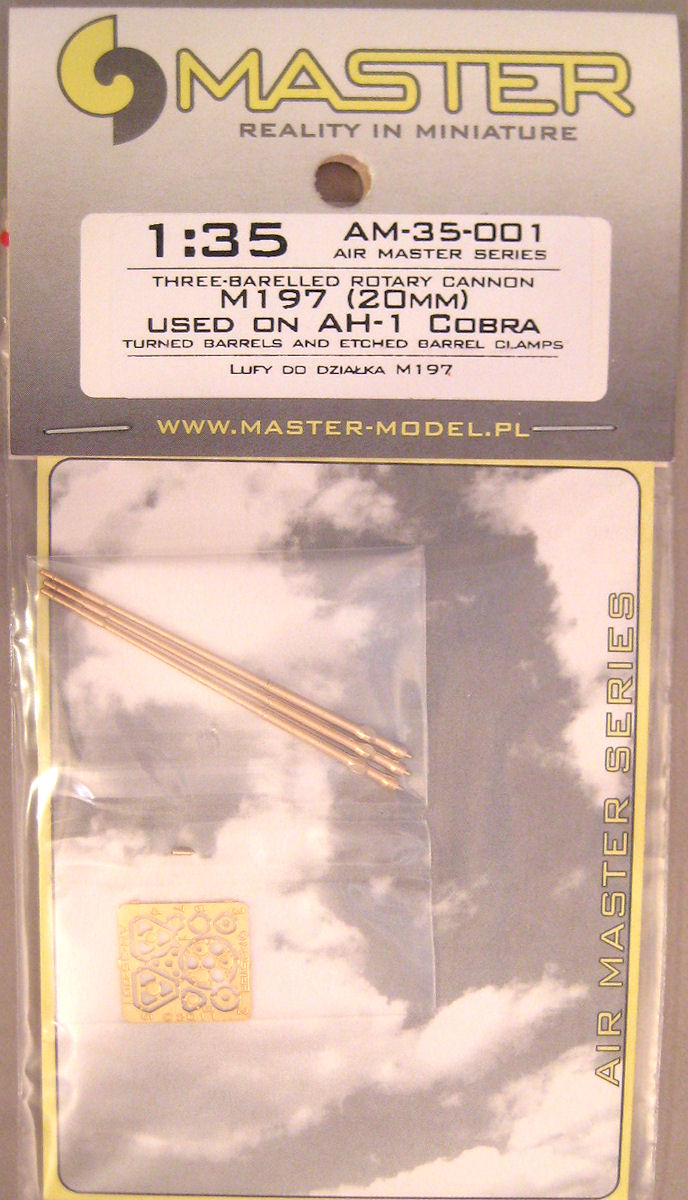 MASTER
REALITY IN MINIATURE
1:35
AM-35-001
AIR MASTER SERIES
THREE-BARELLED ROTARY CANNON
M197 (20MM)
USED ON AH-1 COBRA
TURNED BARRELS AND ETCHED BARREL CLAMPS
LUFY DO DZIAŁKA M197
WWW.MASTER-MODEL.PL
AIR MASTER SERIES